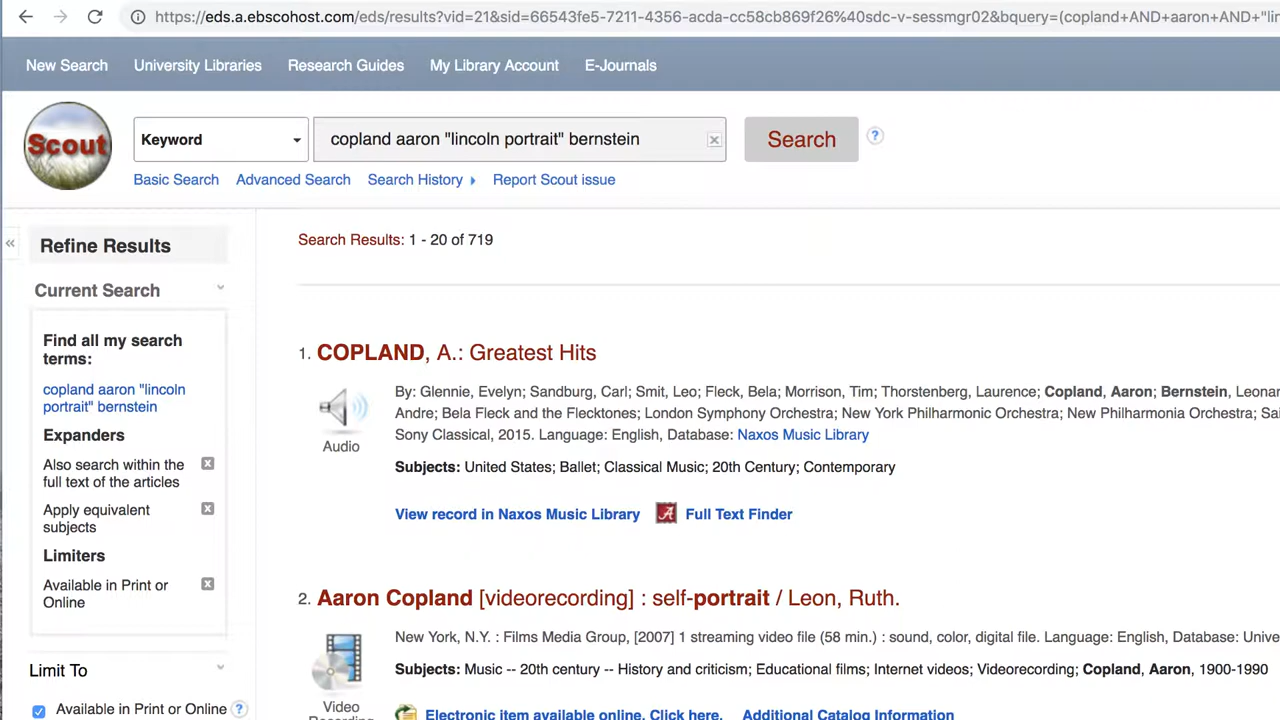 https://eds.a.ebscohost.com/eds/results?vid=21&sid=66543fe5-7211-4356-acda-cc58cb869f26%40sdc-v-sessmgr02&bquery=(copland+AND+aaron+AND+"lin
New Search University Libraries Research Guides My Library Account E-Journals
Scout
Keyword copland aaron "lincoln portrait" bernstein × Search ?
Basic Search Advanced Search Search History Report Scout issue
« Refine Results
Current Search
Find all my search
terms:
copland aaron "lincoln
portrait" bernstein
Expanders
Also search within the
full text of the articles
Apply equivalent
subjects
Limiters
Available in Print or
Online
Limit To
Available in Print or Online ?
Search Results: 1 - 20 of 719
1. COPLAND, A.: Greatest Hits
Audio
By: Glennie, Evelyn; Sandburg, Carl; Smit, Leo; Fleck, Bela; Morrison, Tim; Thorstenberg, Laurence; Copland, Aaron; Bernstein, Leonar
Andre; Bela Fleck and the Flecktones; London Symphony Orchestra; New York Philharmonic Orchestra; New Philharmonia Orchestra; Sai
Sony Classical, 2015. Language: English, Database: Naxos Music Library
Subjects: United States; Ballet; Classical Music; 20th Century; Contemporary
View record in Naxos Music Library A Full Text Finder
2. Aaron Copland [videorecording] : self-portrait / Leon, Ruth.
Video
Recording
New York, N.Y. : Films Media Group, [2007] 1 streaming video file (58 min.) : sound, color, digital file. Language: English, Database: Unive
Subjects: Music -- 20th century -- History and criticism; Educational films; Internet videos; Videorecording; Copland, Aaron, 1900-1990
Electronic item available online. Click here. Additional Catalog Information